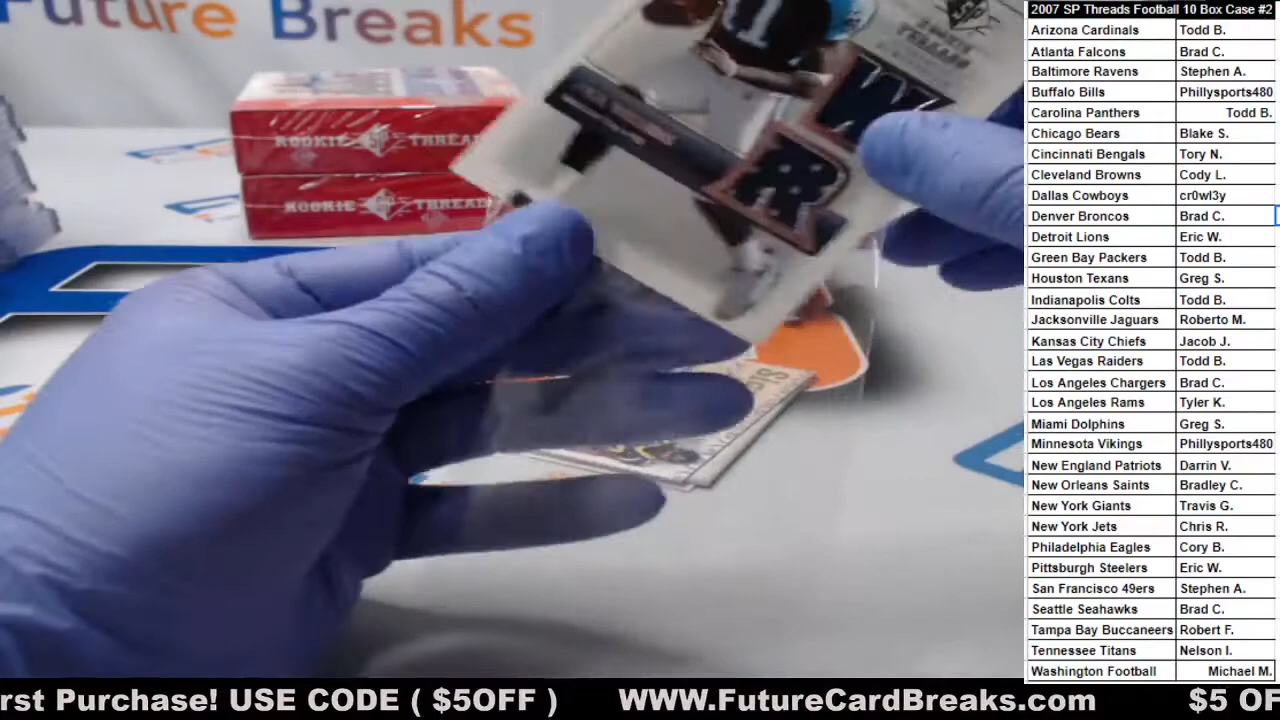 Future Breaks
ROOKIE SP THREAD
ROOKIE SP THREAD
2007 SP Threads Football 10 Box Case #2
Arizona Cardinals Todd B.
Atlanta Falcons Brad C.
Baltimore Ravens Stephen A.
Buffalo Bills Phillysports480
Carolina Panthers Todd B.
Chicago Bears Blake S.
Cincinnati Bengals Tory N.
Cleveland Browns Cody L.
Dallas Cowboys cr0wl3y
Denver Broncos Brad C.
Detroit Lions Eric W.
Green Bay Packers Todd B.
Houston Texans Greg S.
Indianapolis Colts Todd B.
Jacksonville Jaguars Roberto M.
Kansas City Chiefs Jacob J.
Las Vegas Raiders Todd B.
Los Angeles Chargers Brad C.
Los Angeles Rams Tyler K.
Miami Dolphins Greg S.
Minnesota Vikings Phillysports480
New England Patriots Darrin V.
New Orleans Saints Bradley C.
New York Giants Travis G.
New York Jets Chris R.
Philadelphia Eagles Cory B.
Pittsburgh Steelers Eric W.
San Francisco 49ers Stephen A.
Seattle Seahawks Brad C.
Tampa Bay Buccaneers Robert F.
Tennessee Titans Nelson I.
Washington Football Michael M.
rst Purchase! USE CODE ( $5OFF ) WWW.FutureCardBreaks.com $5 OF